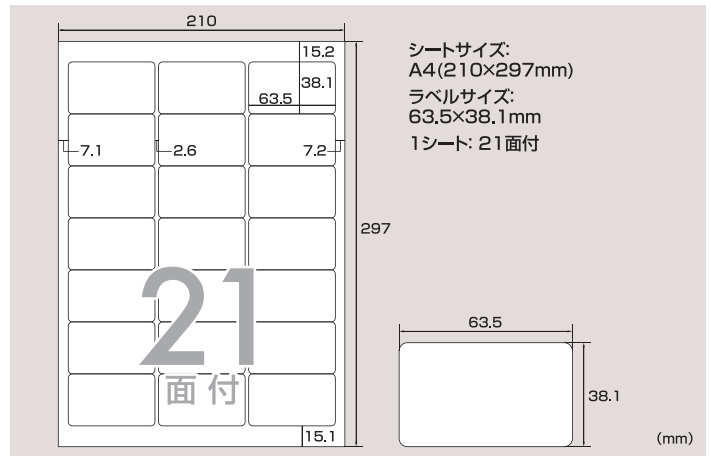 210
15.2
38.1
63.5
7.1
2.6
7.2
297
21
面付
15.1
シートサイズ:
A4(210×297mm)
ラベルサイズ:
63.5×38.1mm
1シート: 21面付
63.5
38.1
(mm)